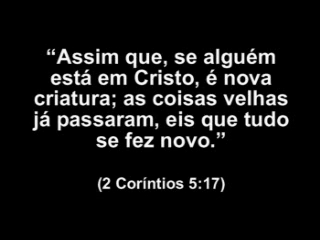 “Assim que, se alguém
está em Cristo, é nova
criatura; as coisas velhas
já passaram, eis que tudo
se fez novo.”
(2 Coríntios 5:17)